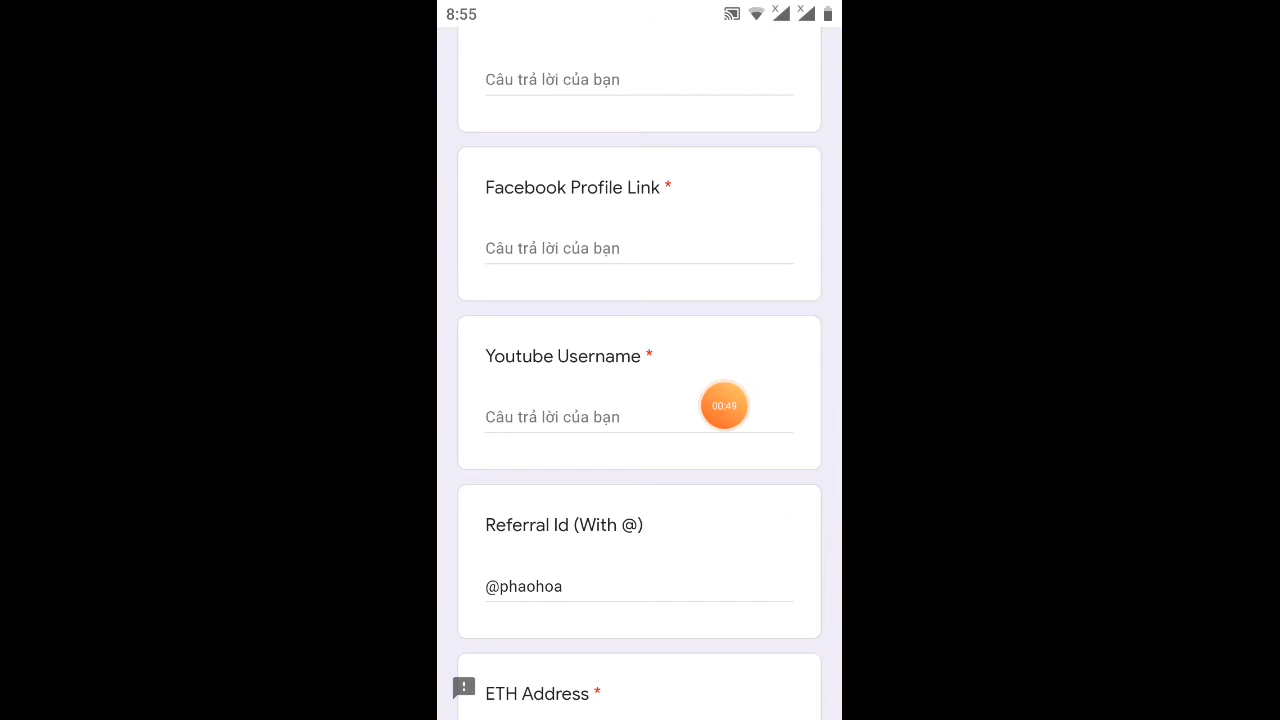 8:55
Câu trả lời của bạn
Facebook Profile Link *
Câu trả lời của bạn
Youtube Username *
00:49
Câu trả lời của bạn
Referral Id (With @)
@phaohoa
ETH Address *